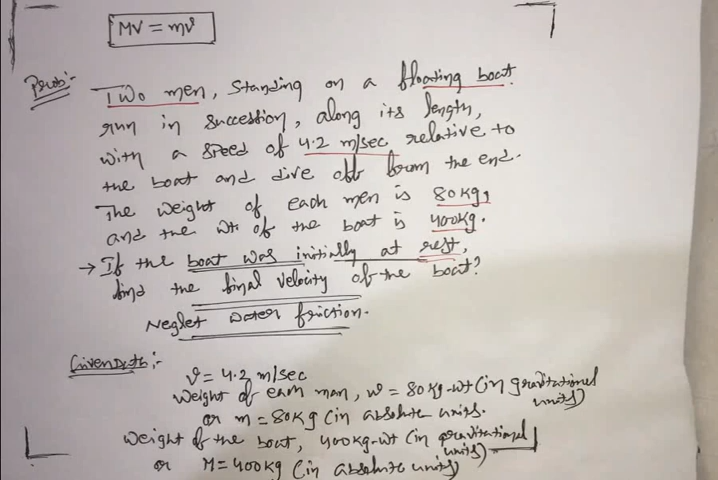 MV = mv
Prob:-
Two men, standing on a floating boat
run in succession, along its length,
with a speed of 4.2 m/sec relative to
the boat and dive off from the end.
The weight of each men is 80 kg,
and the wt. of the boat is 400kg.
→ If the boat was initially at rest,
find the final velocity of the boat?
Neglet water friction.
Given Data:-
v = 4.2 m/sec
Weight of each man, w = 80 kg-wt (in gravitational units)
or m = 80kg (in absolute units.
Weight of the boat, 400kg-wt (in gravitational units)
or M = 400kg (in absolute units)